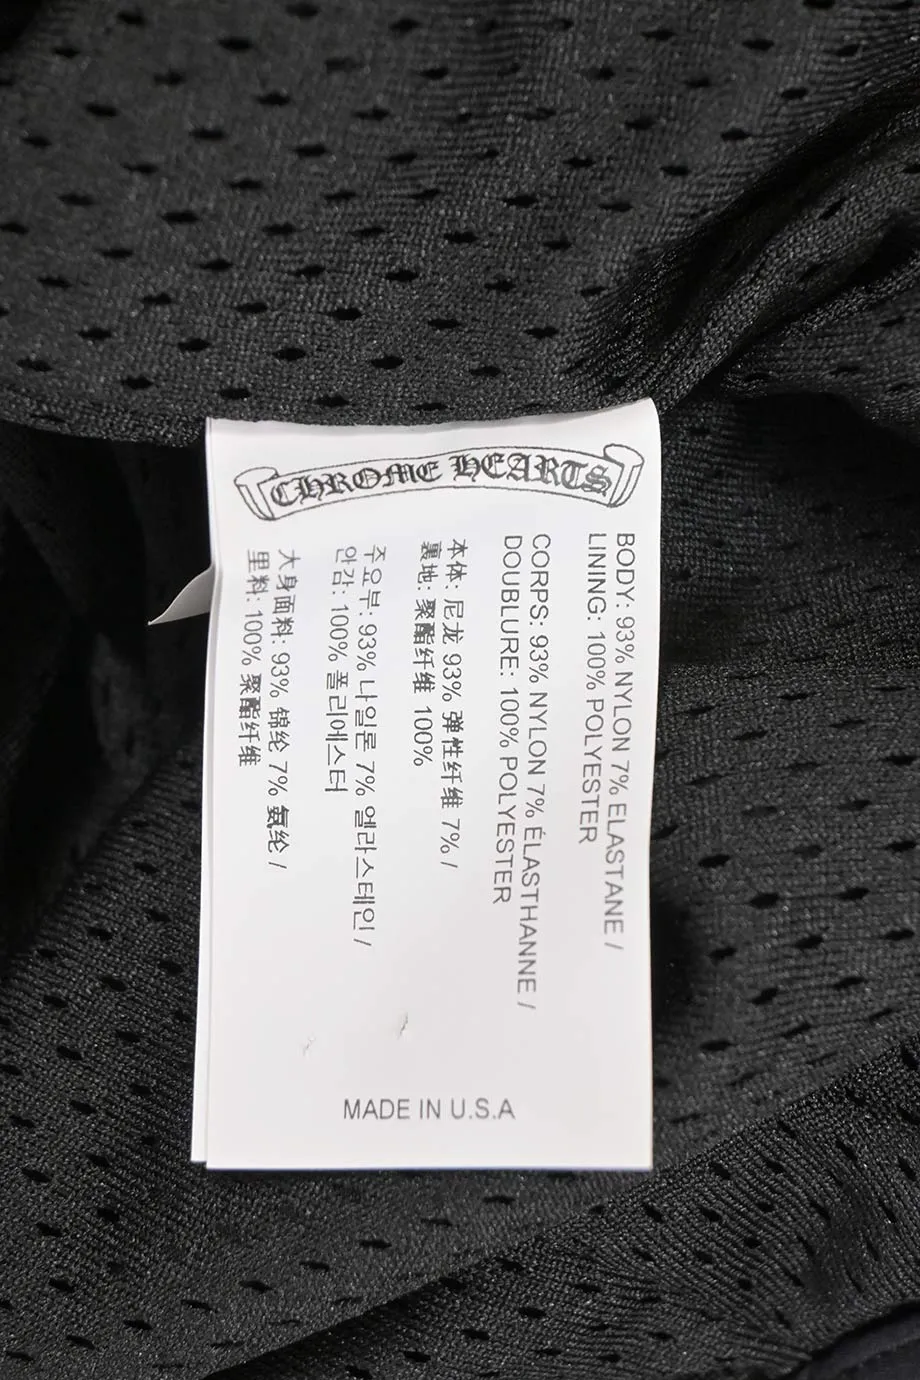 CHROME HEARTS
BODY: 93% NYLON 7% ELASTANE /
LINING: 100% POLYESTER
CORPS: 93% NYLON 7% ÉLASTHANNE /
DOUBLURE: 100% POLYESTER
本体: 尼龙 93% 弹性纤维 7% /
裏地: 聚酯纤维 100%
주요부: 93% 나일론 7% 엘라스테인 /
안감: 100% 폴리에스터
大身面料: 93% 锦纶 7% 氨纶 /
里料: 100% 聚酯纤维
MADE IN U.S.A